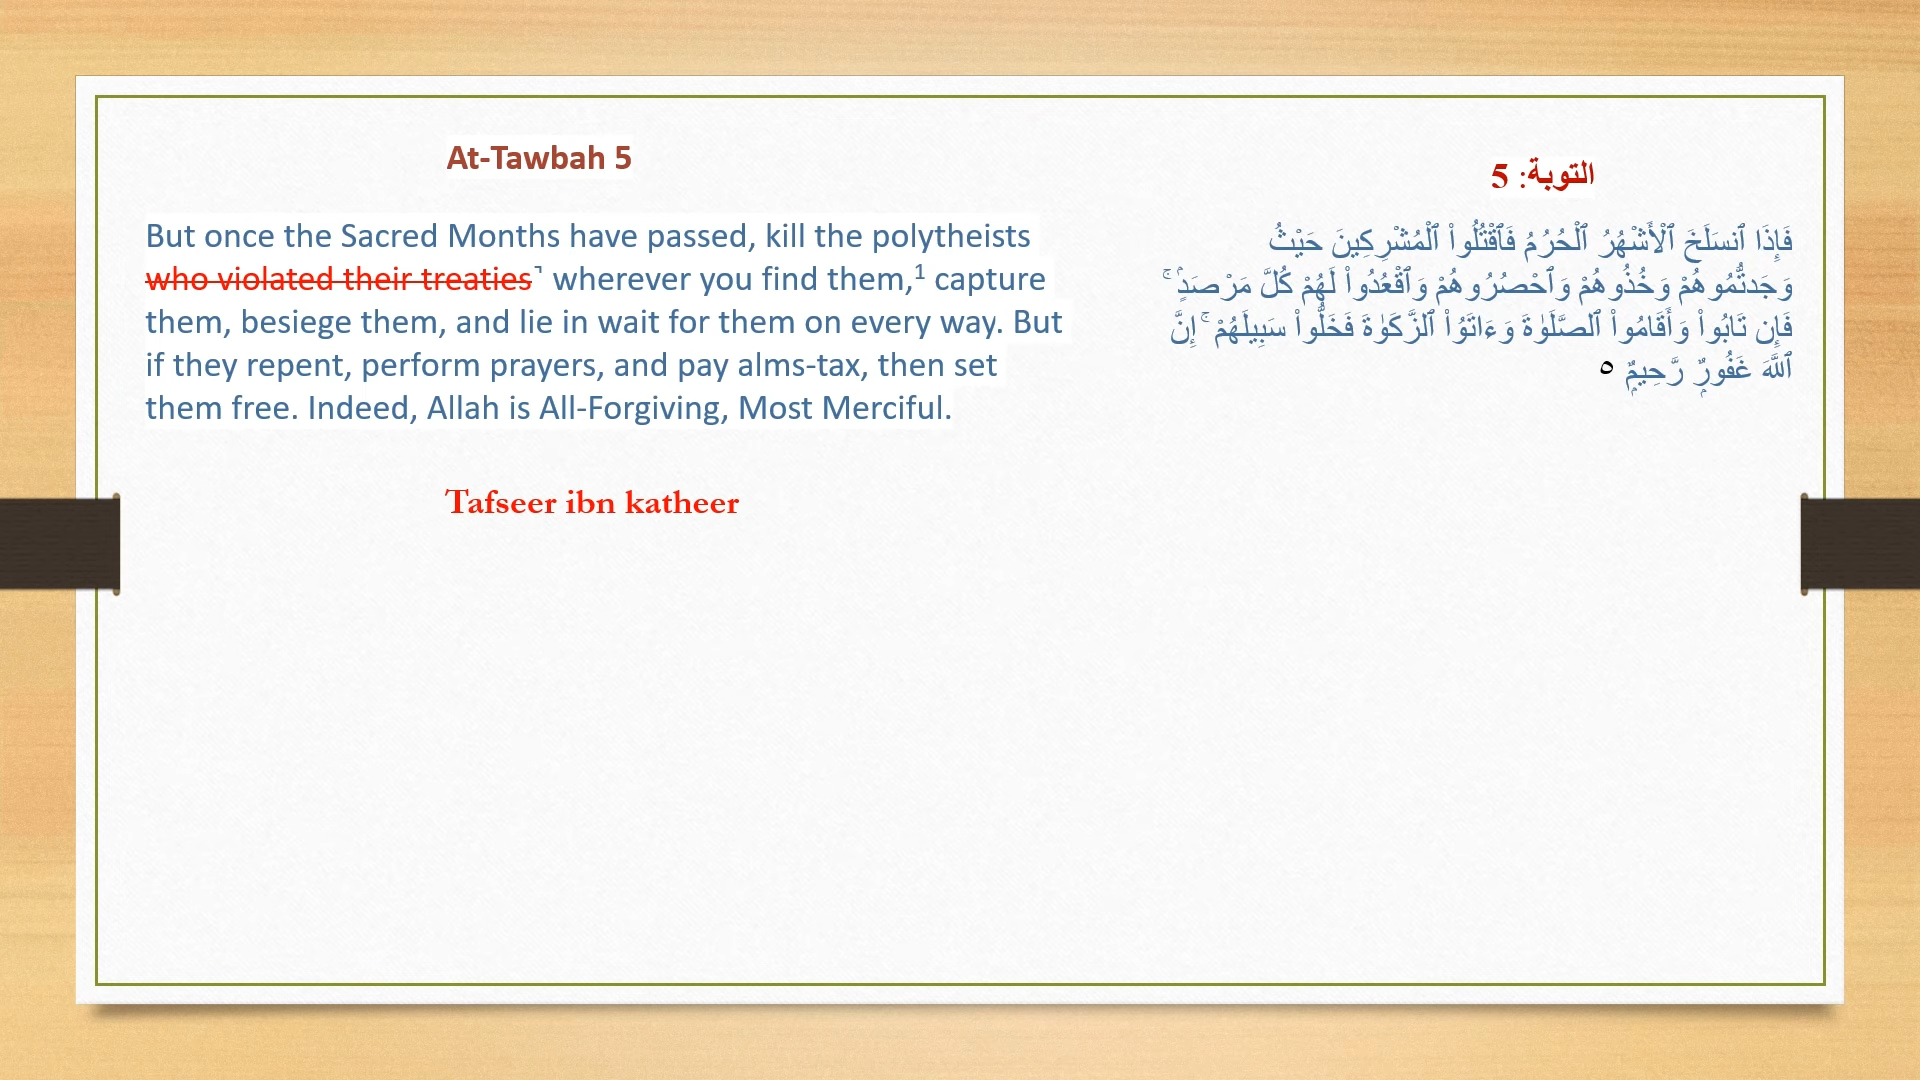 At-Tawbah 5
But once the Sacred Months have passed, kill the polytheists
who violated their treaties˺ wherever you find them,¹ capture
them, besiege them, and lie in wait for them on every way. But
if they repent, perform prayers, and pay alms-tax, then set
them free. Indeed, Allah is All-Forgiving, Most Merciful.
Tafseer ibn katheer
التوبة: 5
فَإِذَا ٱنسَلَخَ ٱلْأَشْهُرُ ٱلْحُرُمُ فَٱقْتُلُوا۟ ٱلْمُشْرِكِينَ حَيْثُ
وَجَدتُّمُوهُمْ وَخُذُوهُمْ وَٱحْصُرُوهُمْ وَٱقْعُدُوا۟ لَهُمْ كُلَّ مَرْصَدٍۢ ۚ
فَإِن تَابُوا۟ وَأَقَامُوا۟ ٱلصَّلَوٰةَ وَءَاتَوُا۟ ٱلزَّكَوٰةَ فَخَلُّوا۟ سَبِيلَهُمْ ۚ إِنَّ
ٱللَّهَ غَفُورٌۭ رَّحِيمٌۭ ٥